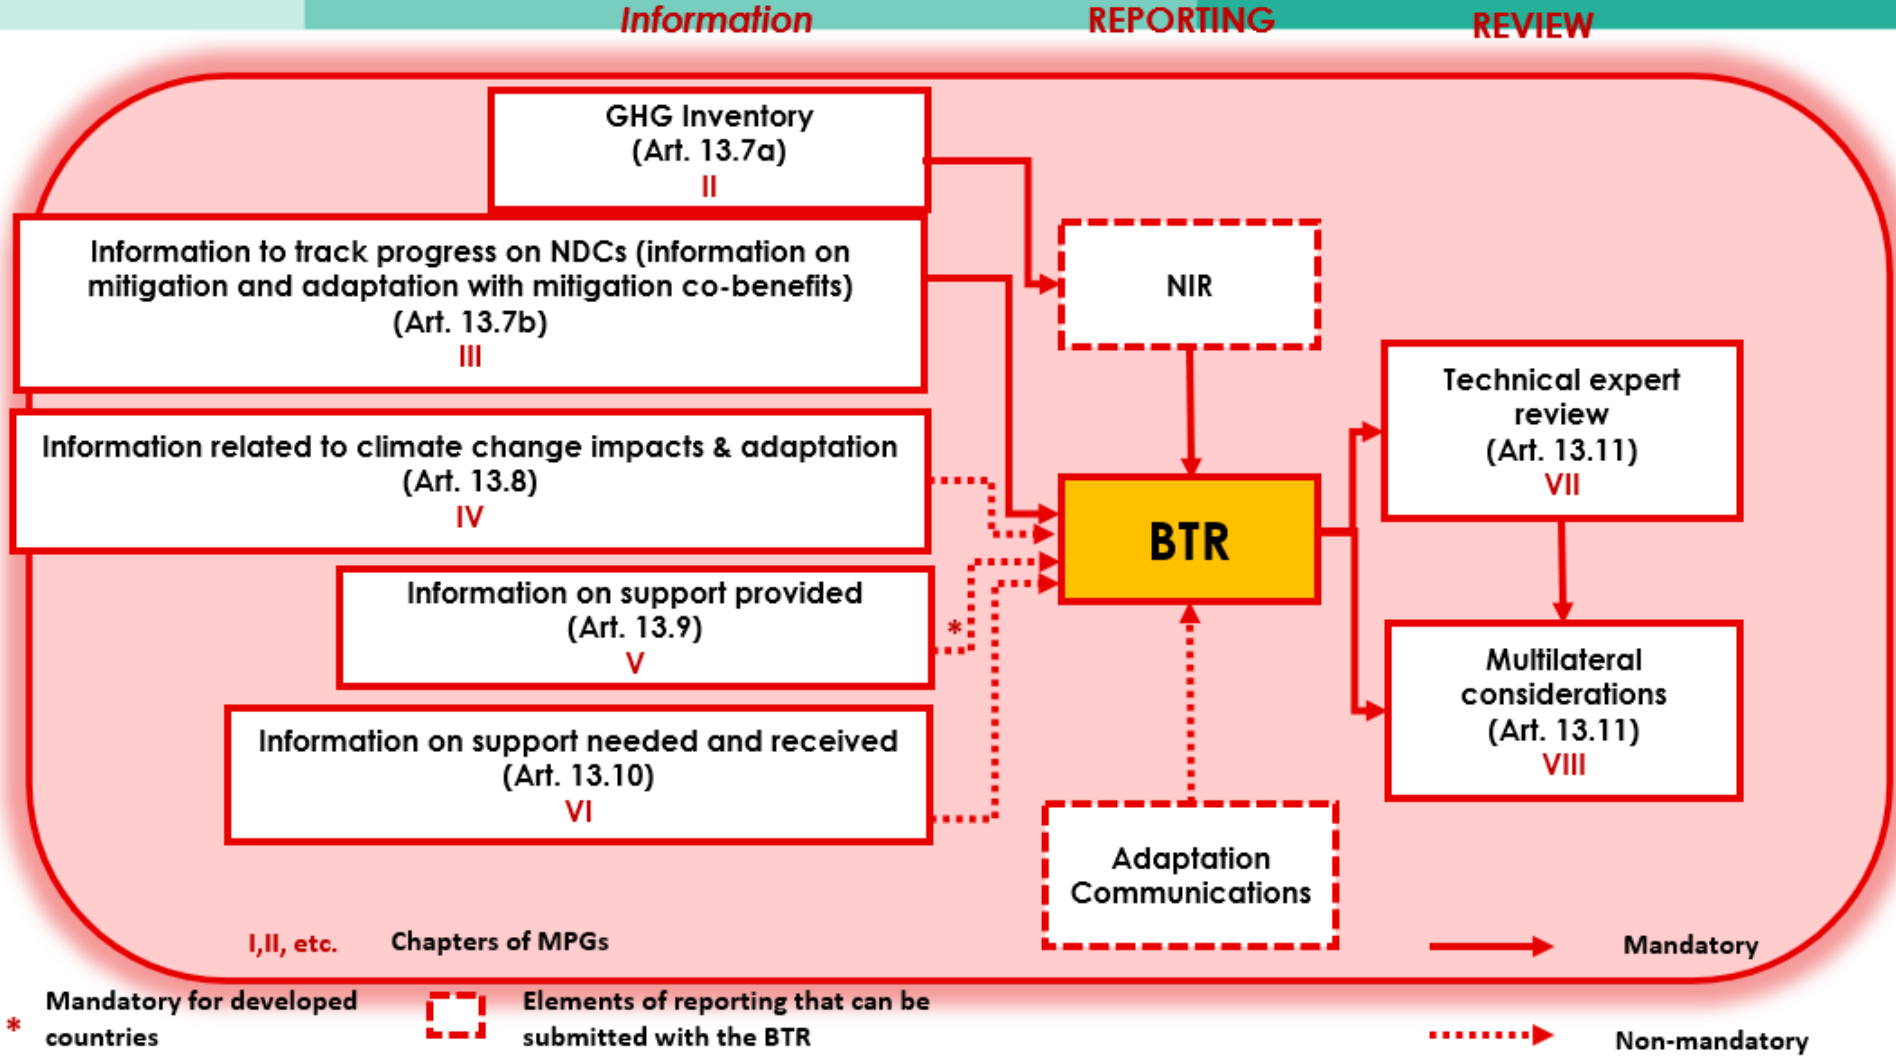 Information
REPORTING
REVIEW
GHG Inventory
(Art. 13.7a)
II
Information to track progress on NDCs (information on
mitigation and adaptation with mitigation co-benefits)
(Art. 13.7b)
III
Information related to climate change impacts & adaptation
(Art. 13.8)
IV
Information on support provided
(Art. 13.9)
V
*
Information on support needed and received
(Art. 13.10)
VI
NIR
BTR
Adaptation
Communications
Technical expert
review
(Art. 13.11)
VII
Multilateral
considerations
(Art. 13.11)
VIII
I,II, etc.
Chapters of MPGs
Mandatory
* Mandatory for developed
countries
Elements of reporting that can be
submitted with the BTR
Non-mandatory